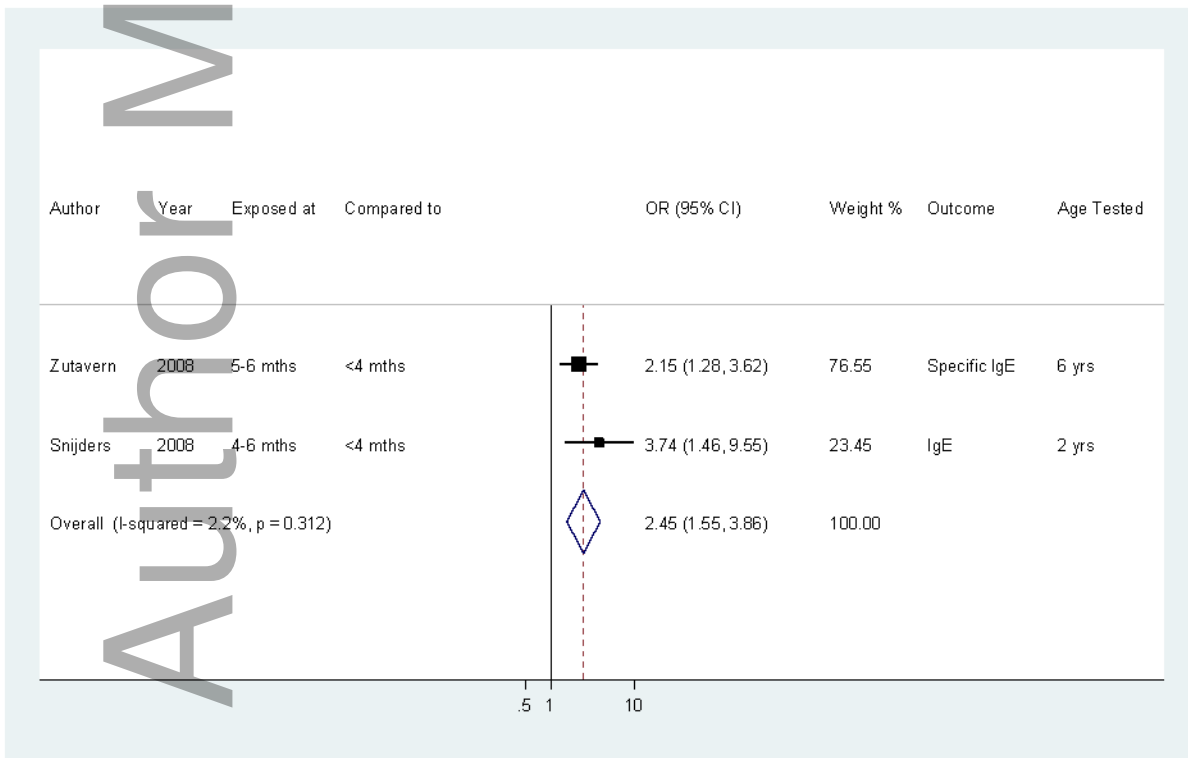 Author M
Author Year Exposed at Compared to OR (95% CI) Weight % Outcome Age Tested
Zutavern 2008 5-6 mths <4 mths 2.15 (1.28, 3.62) 76.55 Specific IgE 6 yrs
Snijders 2008 4-6 mths <4 mths 3.74 (1.46, 9.55) 23.45 IgE 2 yrs
Overall (I-squared = 2.2%, p = 0.312) 2.45 (1.55, 3.86) 100.00
.5 1 10